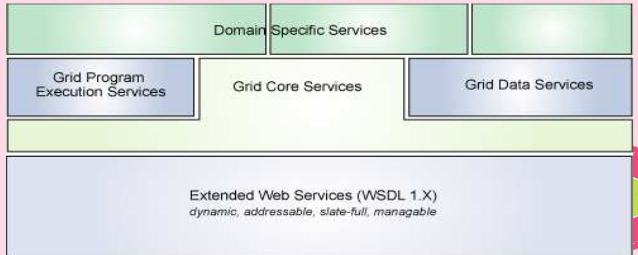 Domain Specific Services
Grid Program
Execution Services
Grid Core Services
Grid Data Services
Extended Web Services (WSDL 1.X)
dynamic, addressable, slate-full, managable